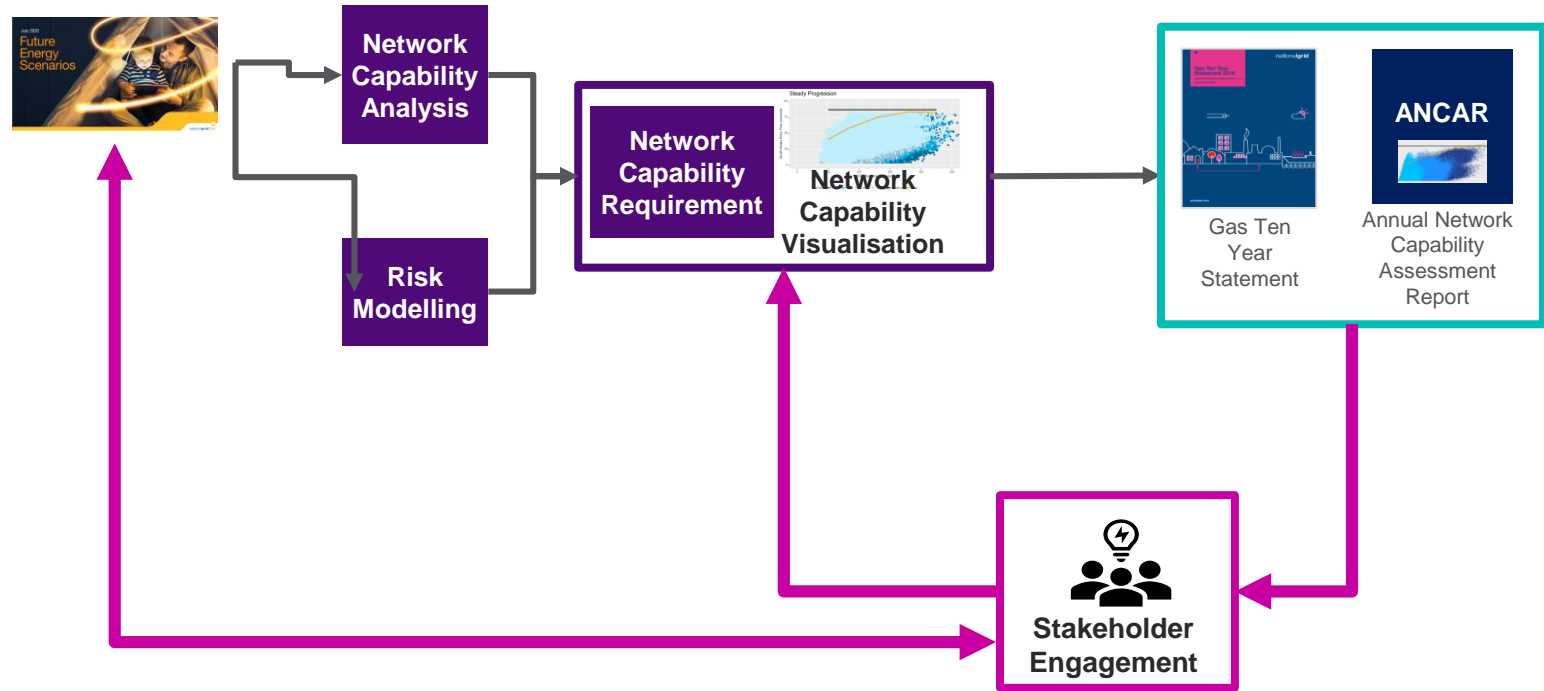 July 2020
Future
Energy
Scenarios
nationalgrid
Network
Capability
Analysis
Risk
Modelling
Network
Capability
Requirement
Steady Progression
Network
Capability
Visualisation
nationalgrid
Gas Ten Year
Statement 2019
Gas Ten
Year
Statement
ANCAR
Annual Network
Capability
Assessment
Report
Stakeholder
Engagement